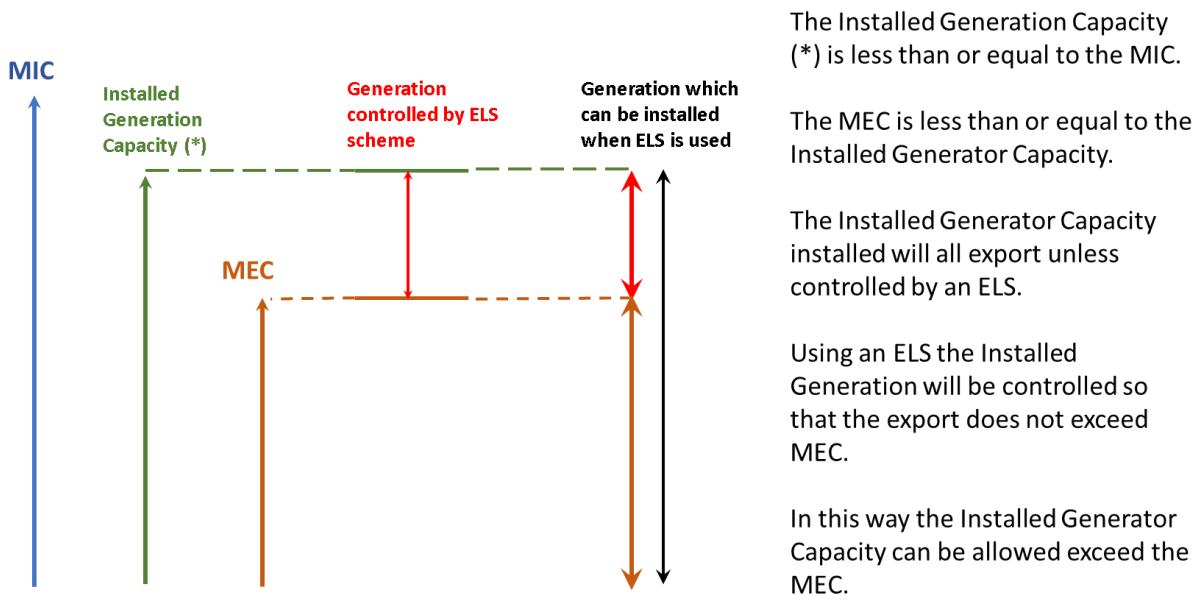 MIC
Installed
Generation
Capacity (*)
MEC
Generation
controlled by ELS
scheme
Generation which
can be installed
when ELS is used
The Installed Generation Capacity
(*) is less than or equal to the MIC.
The MEC is less than or equal to the
Installed Generator Capacity.
The Installed Generator Capacity
installed will all export unless
controlled by an ELS.
Using an ELS the Installed
Generation will be controlled so
that the export does not exceed
MEC.
In this way the Installed Generator
Capacity can be allowed exceed the
MEC.